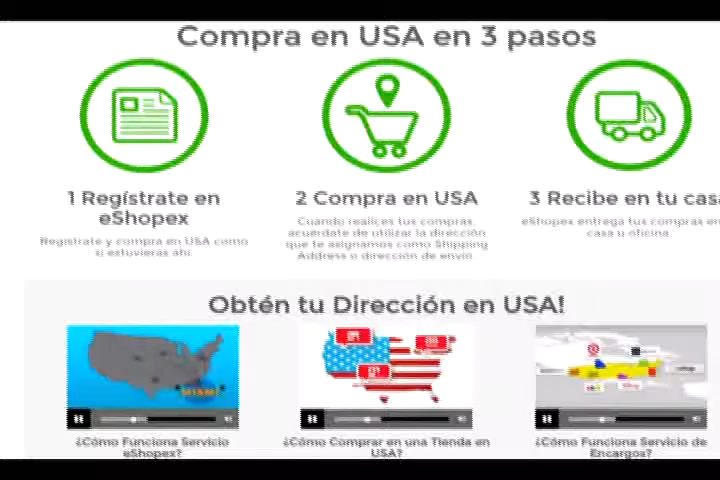 Compra en USA en 3 pasos
1 Regístrate en
eShopex
Regístrate y compra en USA como
si estuvieras ahí.
2 Compra en USA
Cuando realices tus compras,
acuérdate de utilizar la dirección
que te asignamos como Shipping
Address o dirección de envío.
3 Recibe en tu casa
eShopex entrega tus compras en
casa u oficina.
Obtén tu Dirección en USA!
MIAMI
¿Cómo Funciona Servicio
eShopex?
¿Cómo Comprar en una Tienda en
USA?
¿Cómo Funciona Servicio de
Encargos?